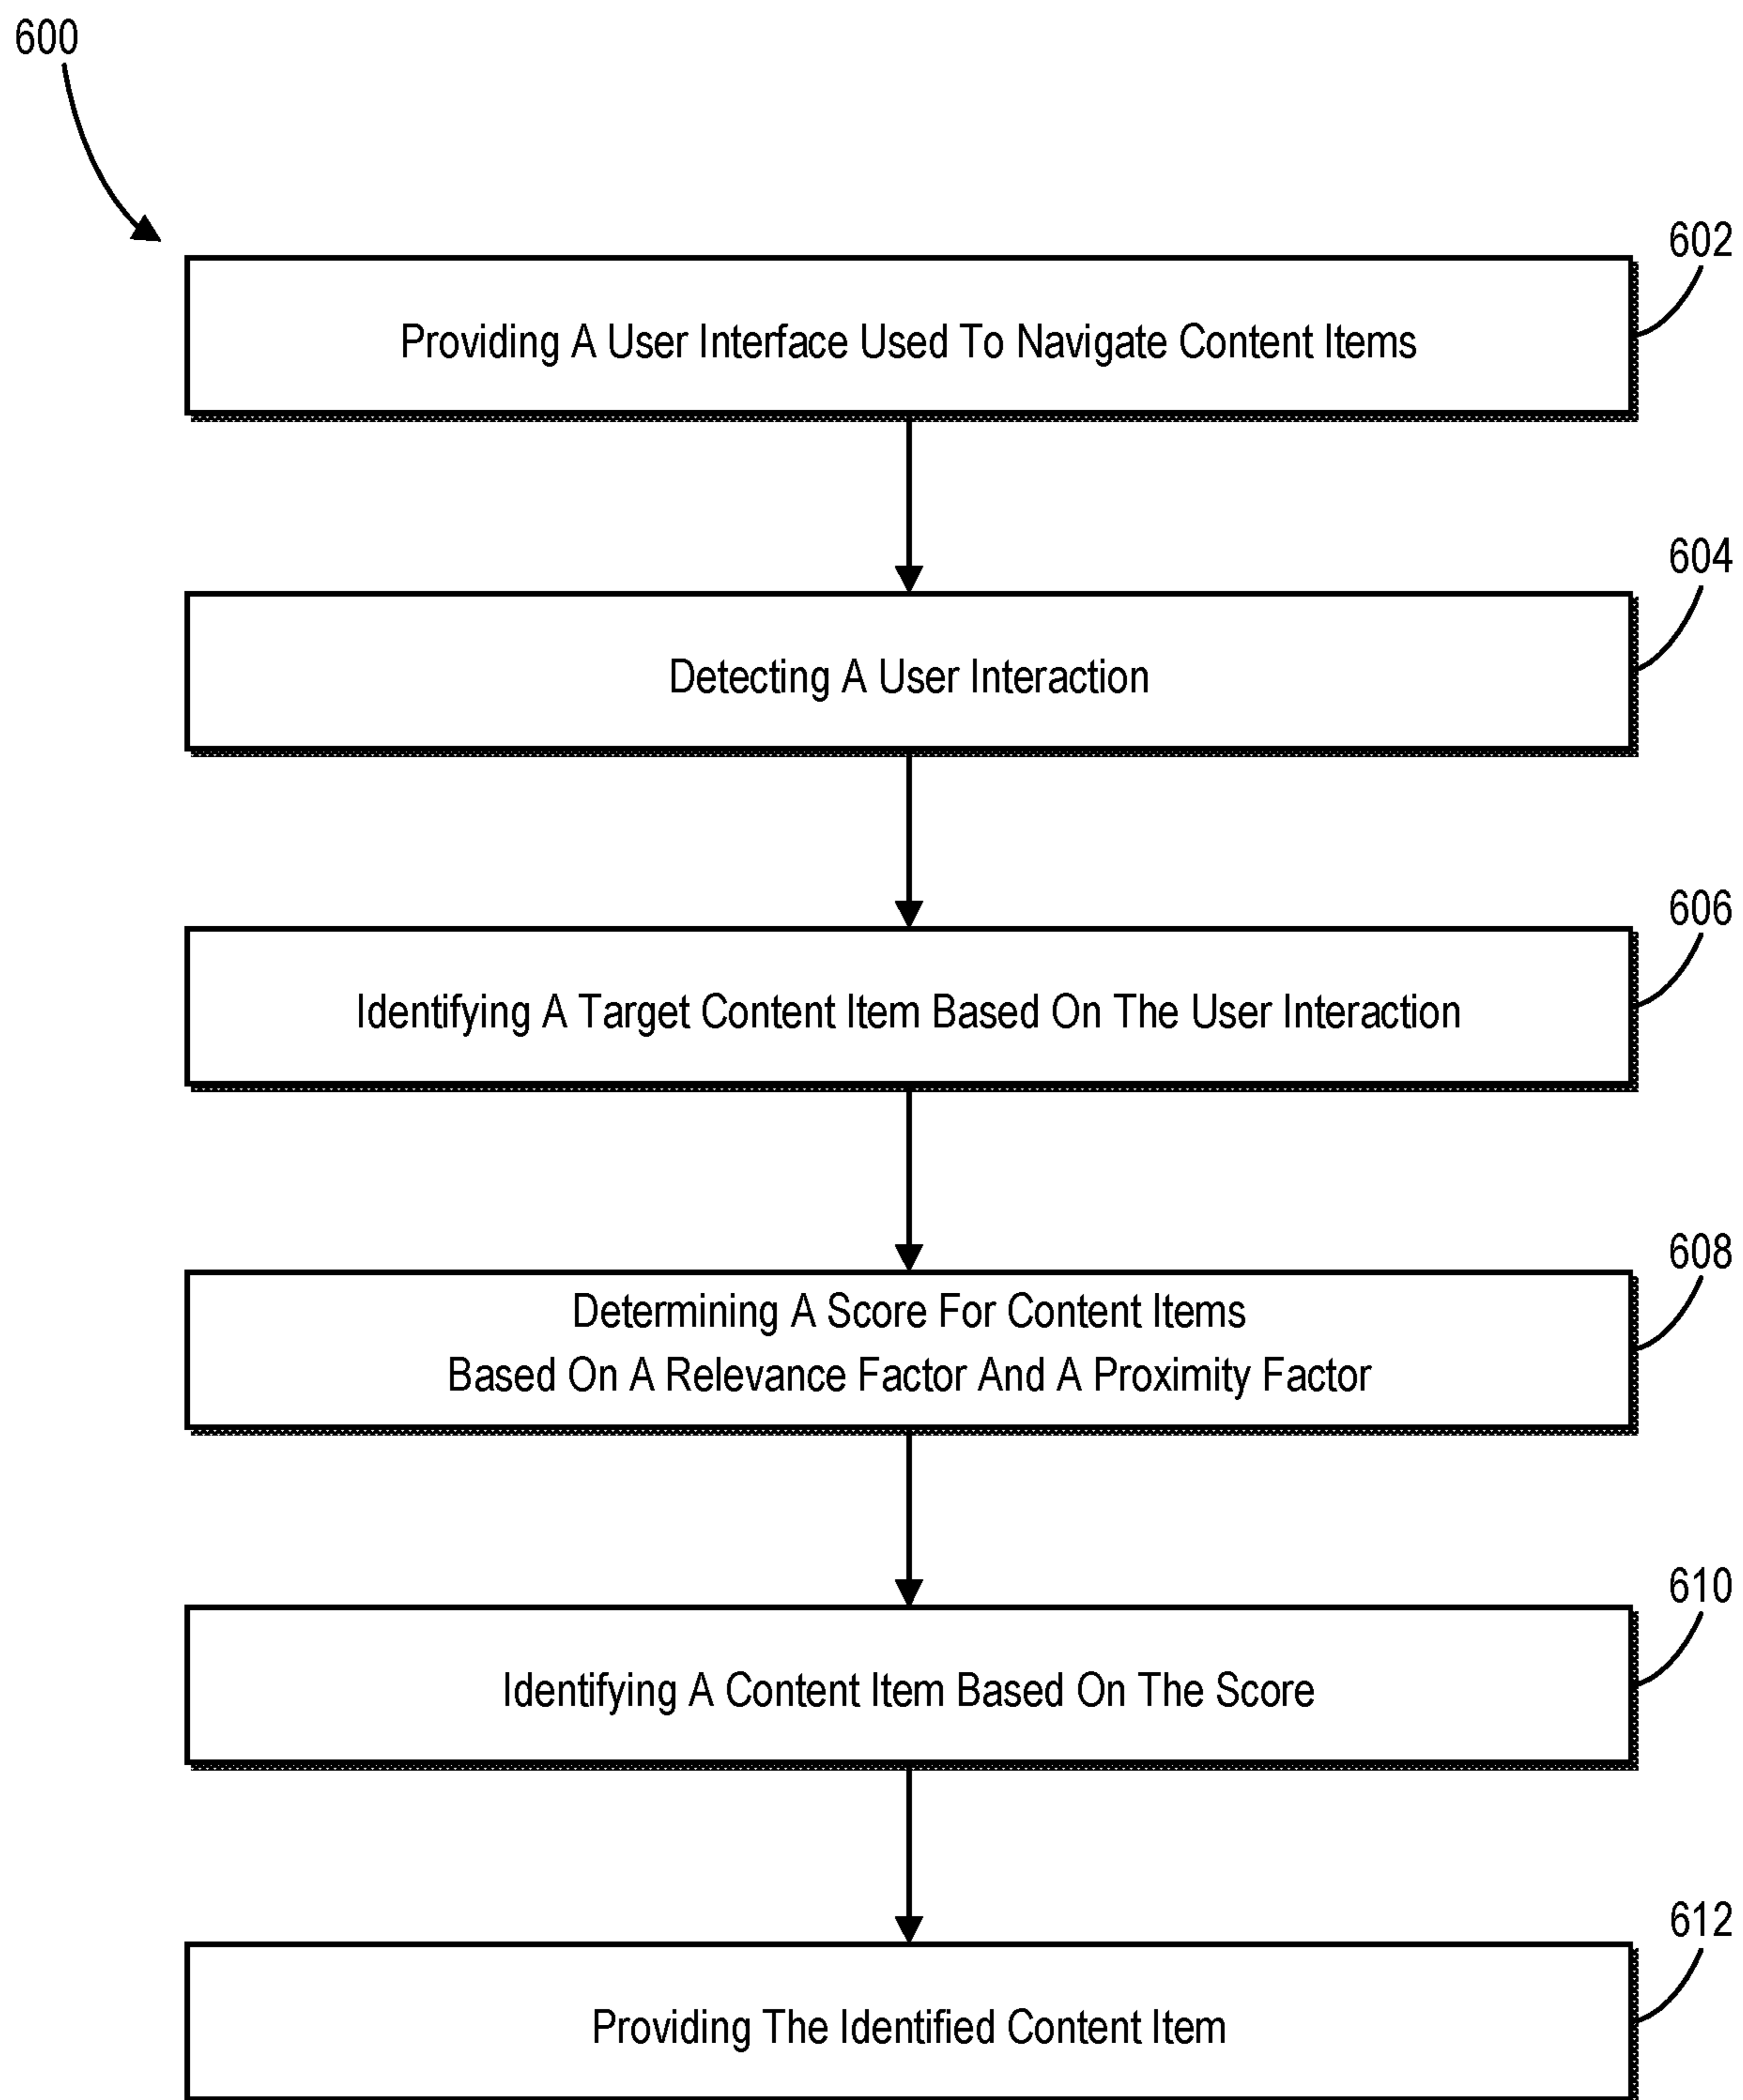 600
602
Providing A User Interface Used To Navigate Content Items
604
Detecting A User Interaction
606
Identifying A Target Content Item Based On The User Interaction
608
Determining A Score For Content Items
Based On A Relevance Factor And A Proximity Factor
610
Identifying A Content Item Based On The Score
612
Providing The Identified Content Item